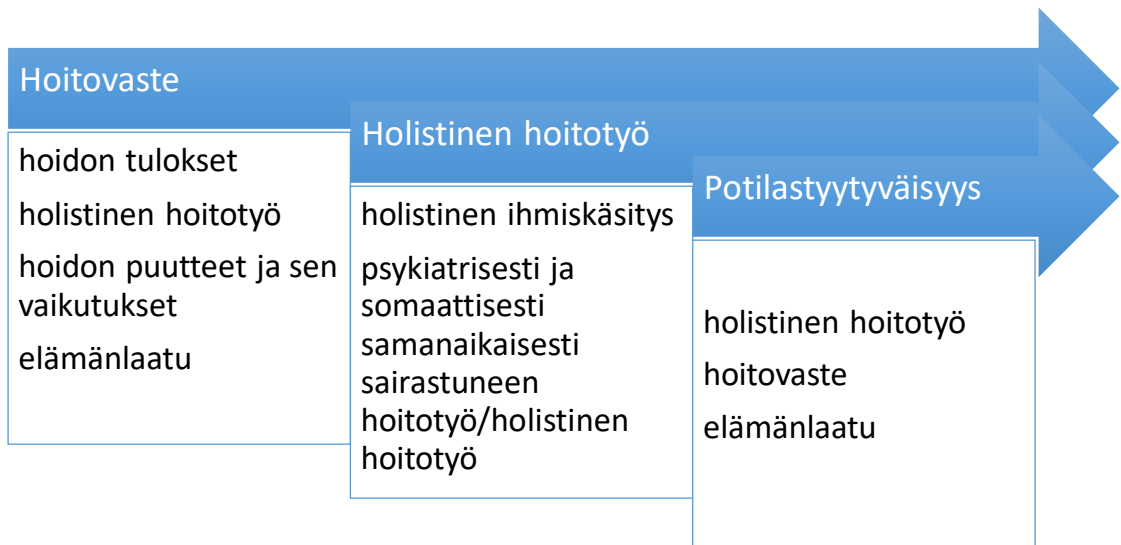 Hoitovaste
hoidon tulokset
holistinen hoitotyö
hoidon puutteet ja sen
vaikutukset
elämänlaatu
Holistinen hoitotyö
holistinen ihmiskäsitys
psykiatrisesti ja
somaattisesti
samanaikaisesti
sairastuneen
hoitotyö/holistinen
hoitotyö
Potilastyytyväisyys
holistinen hoitotyö
hoitovaste
elämänlaatu